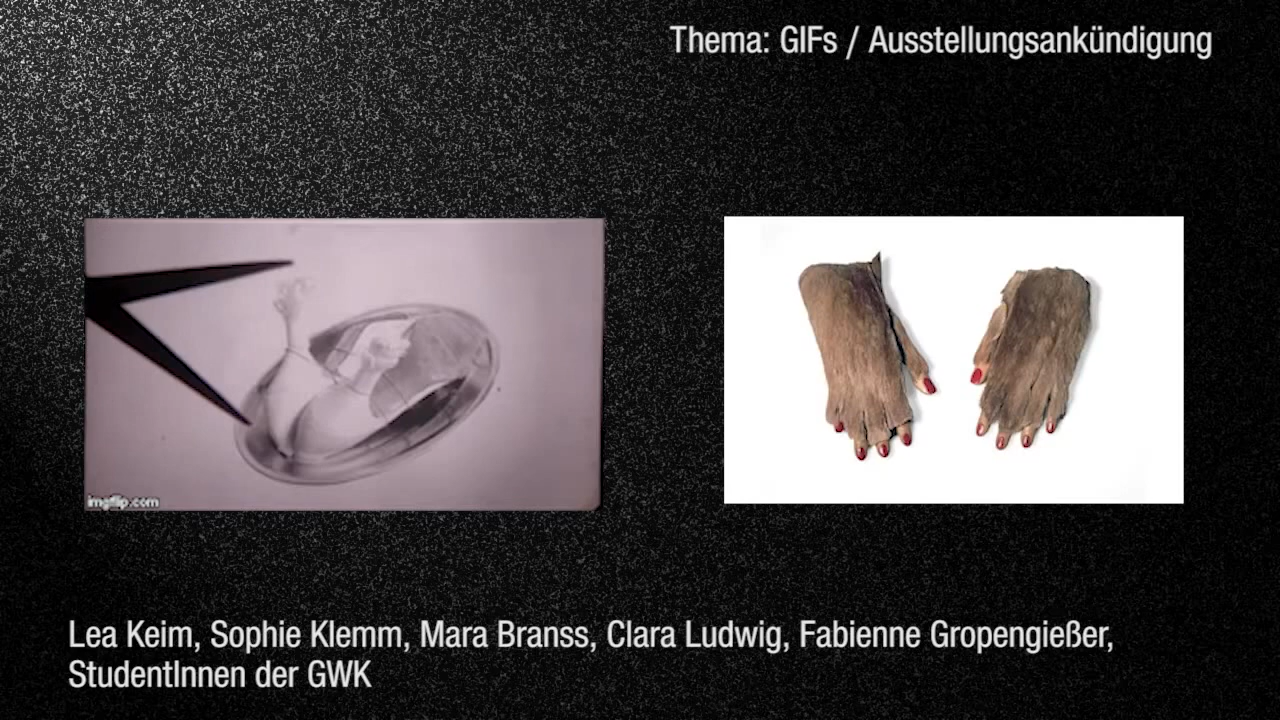 Thema: GIFs / Ausstellungsankündigung
imgflip.com
Lea Keim, Sophie Klemm, Mara Branss, Clara Ludwig, Fabienne Gropengießer,
StudentInnen der GWK